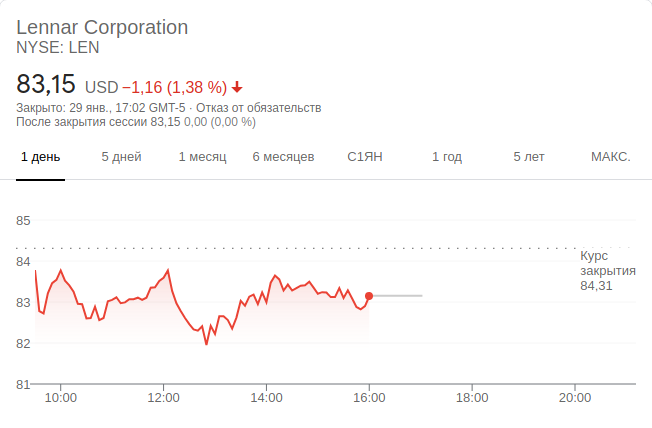 Lennar Corporation
NYSE: LEN
83,15 USD −1,16 (1,38 %)
Закрыто: 29 янв., 17:02 GMT-5 · Отказ от обязательств
После закрытия сессии 83,15 0,00 (0,00 %)
1 день 5 дней 1 месяц 6 месяцев С1ЯН 1 год 5 лет МАКС.
85
84
83
82
81
Курс
закрытия
84,31
10:00 12:00 14:00 16:00 18:00 20:00